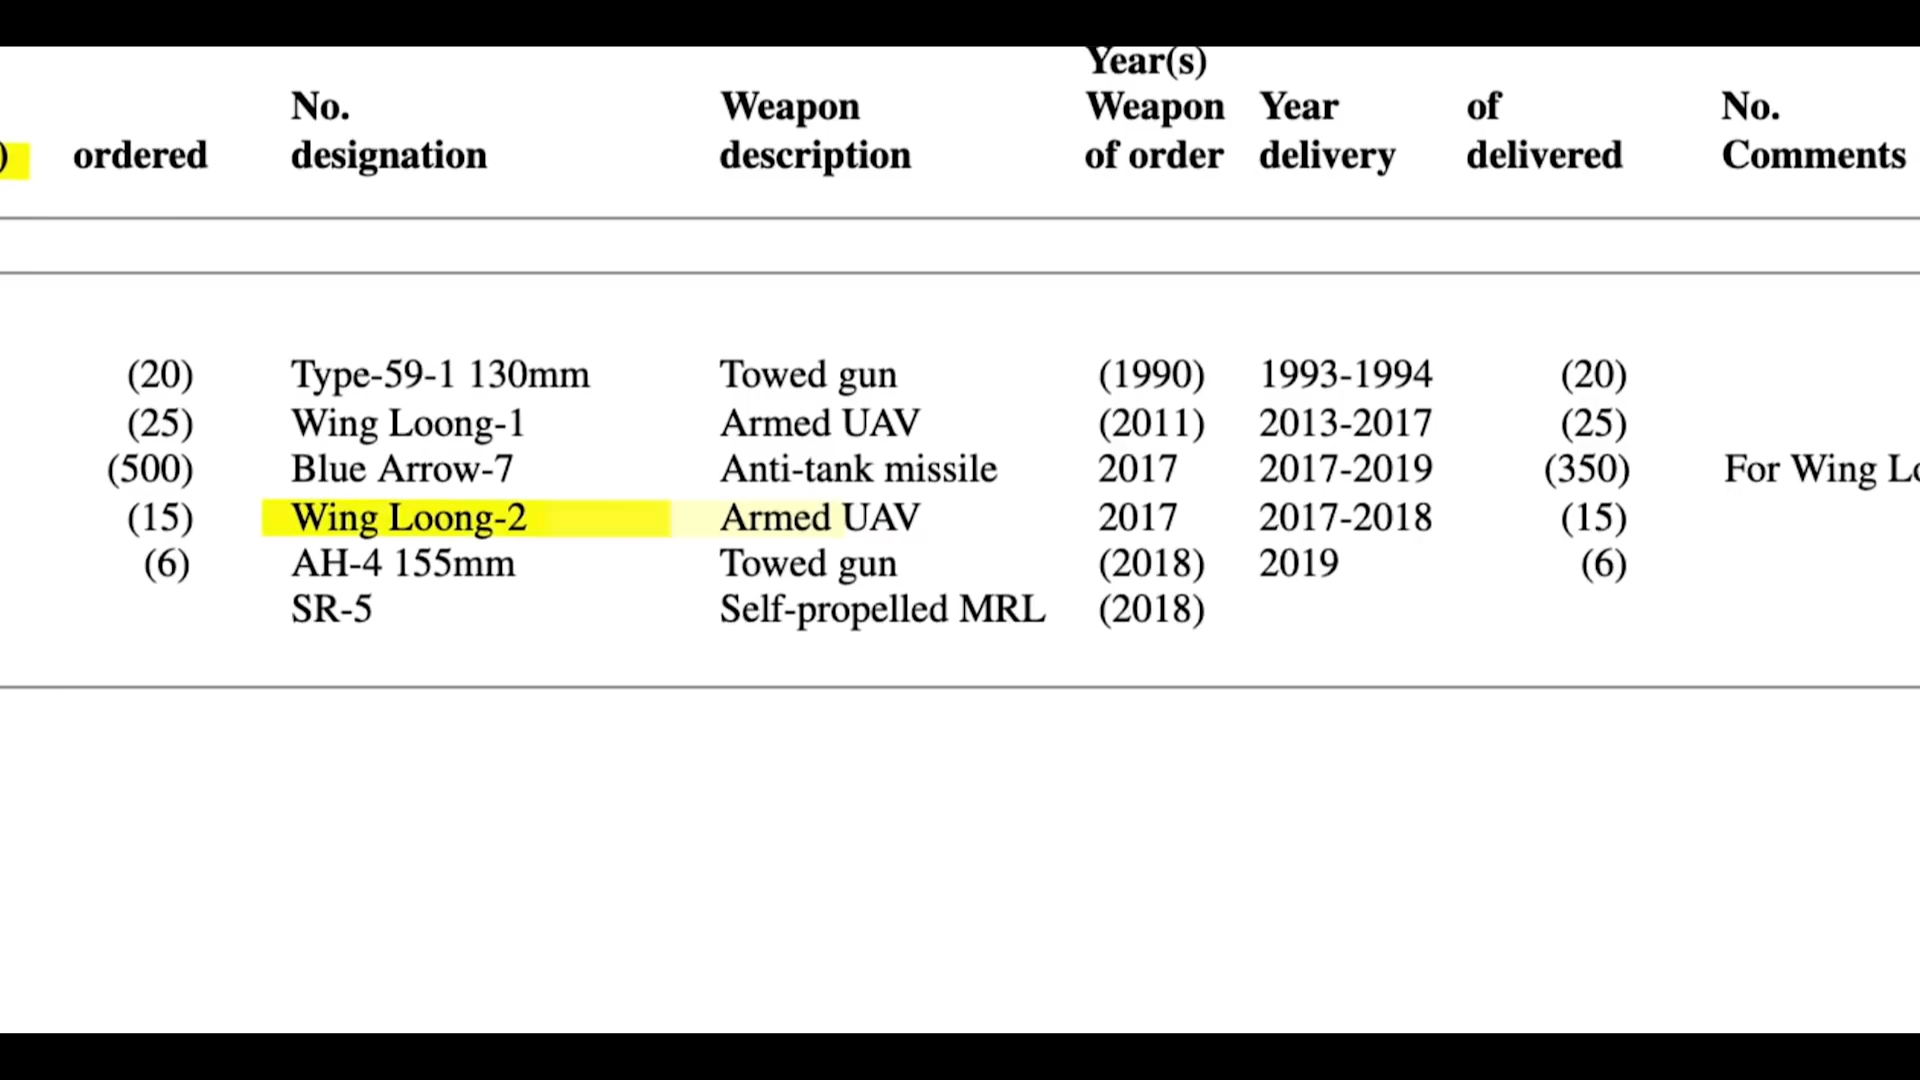 Year(s)
No. Weapon Weapon Year of No.
) ordered designation description of order delivery delivered Comments
(20) Type-59-1 130mm Towed gun (1990) 1993-1994 (20)
(25) Wing Loong-1 Armed UAV (2011) 2013-2017 (25)
(500) Blue Arrow-7 Anti-tank missile 2017 2017-2019 (350) For Wing Lo
(15) Wing Loong-2 Armed UAV 2017 2017-2018 (15)
(6) AH-4 155mm Towed gun (2018) 2019 (6)
SR-5 Self-propelled MRL (2018)